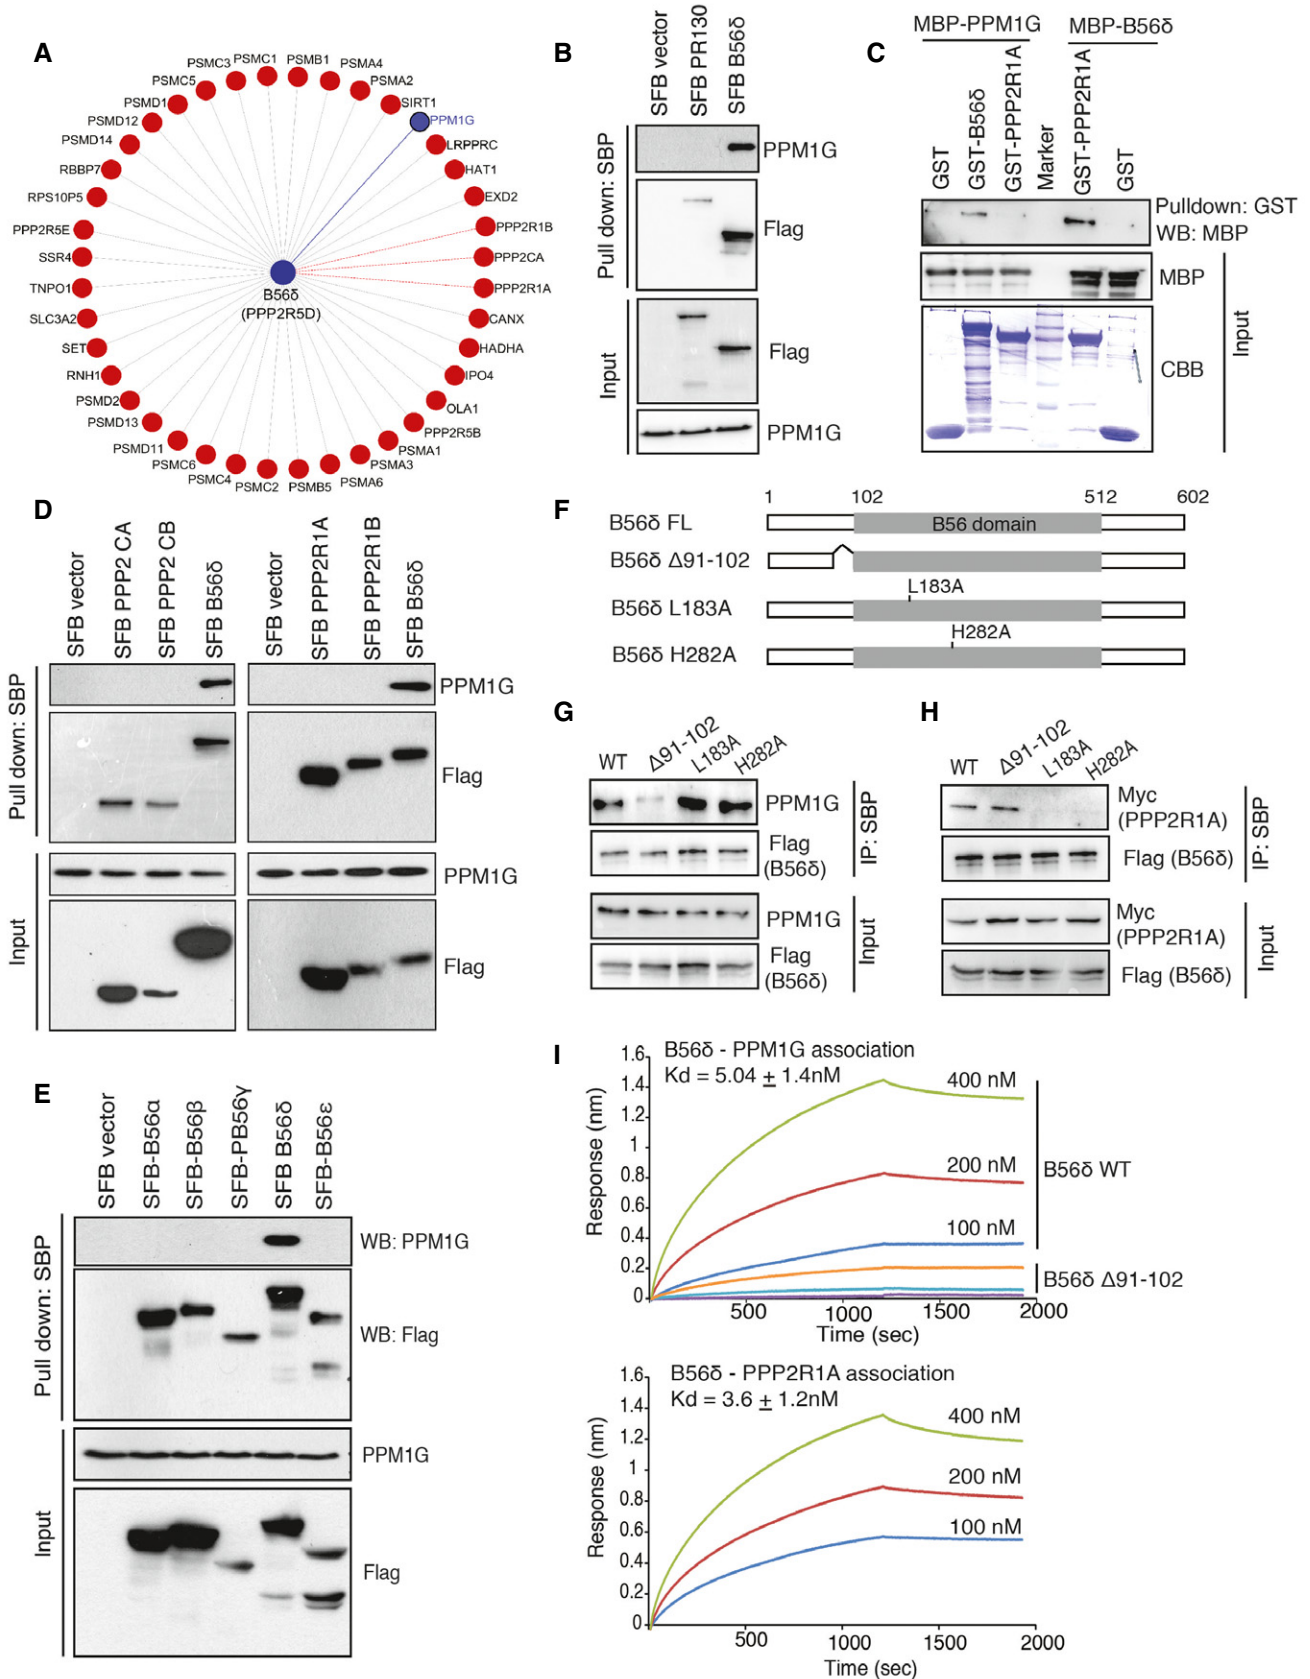 A
PSMC3
PSMC1
PSMB1
PSMA4
PSMC5
PSMA2
PSMD1
SIRT1
PSMD12
PPM1G
PSMD14
LRPPRC
RBBP7
HAT1
RPS10P5
EXD2
PPP2R5E
PPP2R1B
SSR4
PPP2CA
TNPO1
PPP2R1A
B56δ
(PPP2R5D)
SLC3A2
CANX
SET
HADHA
RNH1
IPO4
PSMD2
OLA1
PSMD13
PPP2R5B
PSMD11
PSMA1
PSMC6
PSMA3
PSMC4
PSMA6
PSMC2
PSMB5
B
SFB vector
SFB PR130
SFB B56δ
Pull down: SBP
PPM1G
Flag
Input
Flag
PPM1G
C
MBP-PPM1G
MBP-B56δ
GST
GST-B56δ
GST-PPP2R1A
Marker
GST-PPP2R1A
GST
Pulldown: GST
WB: MBP
MBP
CBB
Input
D
SFB vector
SFB PPP2 CA
SFB PPP2 CB
SFB B56δ
SFB vector
SFB PPP2R1A
SFB PPP2R1B
SFB B56δ
Pull down: SBP
PPM1G
Flag
Input
PPM1G
Flag
E
SFB vector
SFB-B56α
SFB-B56β
SFB-PB56γ
SFB B56δ
SFB-B56ε
Pull down: SBP
WB: PPM1G
WB: Flag
Input
PPM1G
Flag
F
1 102 512 602
B56δ FL
B56 domain
B56δ Δ91-102
B56δ L183A
L183A
B56δ H282A
H282A
G
WT
Δ91-102
L183A
H282A
PPM1G
Flag
(B56δ)
IP: SBP
PPM1G
Flag
(B56δ)
Input
H
WT
Δ91-102
L183A
H282A
Myc
(PPP2R1A)
Flag (B56δ)
IP: SBP
Myc
(PPP2R1A)
Flag (B56δ)
Input
I
B56δ - PPM1G association
Kd = 5.04 ± 1.4nM
Response (nm)
1.6
1.4
1.2
1
0.8
0.6
0.4
0.2
0
500 1000 1500 2000
Time (sec)
400 nM
200 nM
100 nM
B56δ WT
B56δ Δ91-102
B56δ - PPP2R1A association
Kd = 3.6 ± 1.2nM
Response (nm)
1.6
1.4
1.2
1
0.8
0.6
0.4
0.2
0
500 1000 1500 2000
Time (sec)
400 nM
200 nM
100 nM